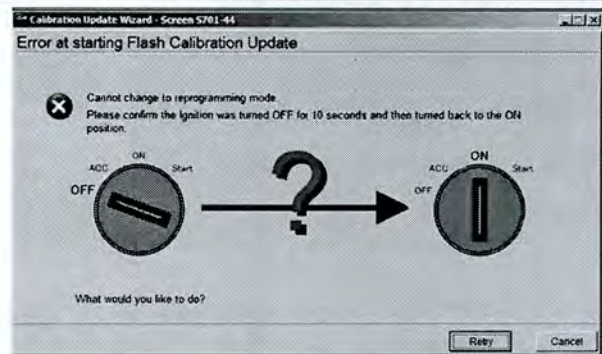 Calibration Update Wizard - Screen S701-44
Error at starting Flash Calibration Update
Cannot change to reprogramming mode.
Please confirm the Ignition was turned OFF for 10 seconds and then turned back to the ON
position.
OFF ACC ON Start
OFF ACC ON Start
What would you like to do?
Retry Cancel